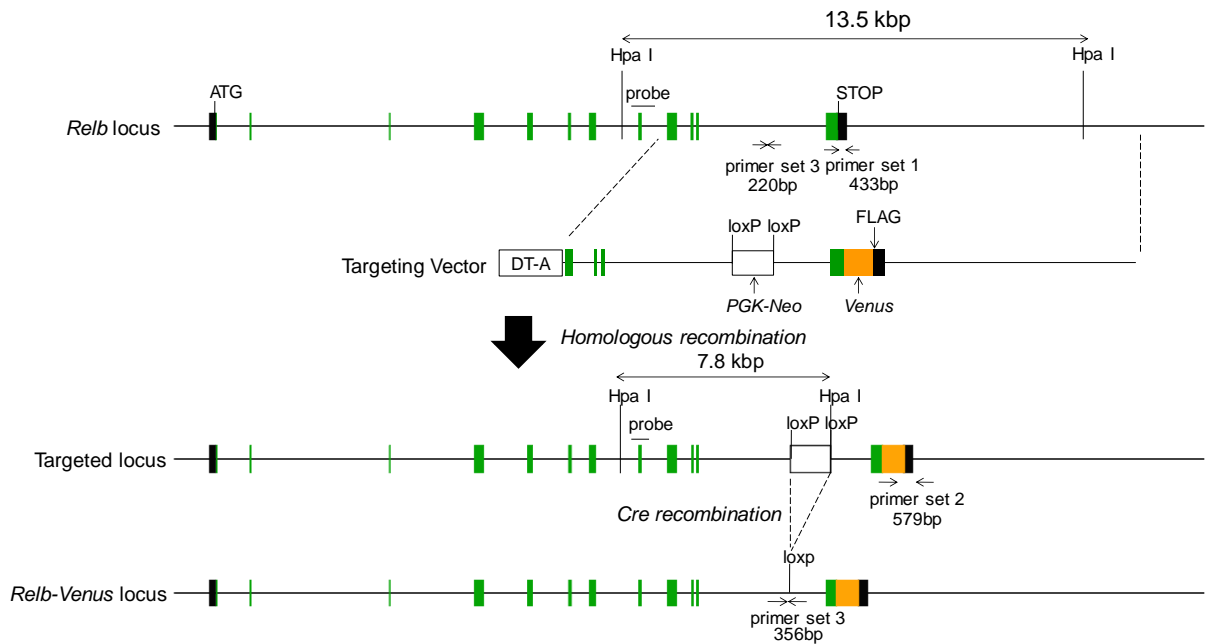 13.5 kbp
Hpa I
Hpa I
ATG
probe
STOP
Relb locus
primer set 3
220bp
primer set 1
433bp
loxP loxP
FLAG
Targeting Vector
DT-A
PGK-Neo
Venus
Homologous recombination
7.8 kbp
Hpa I
Hpa I
probe
loxP loxP
Targeted locus
primer set 2
579bp
Cre recombination
loxp
Relb-Venus locus
primer set 3
356bp